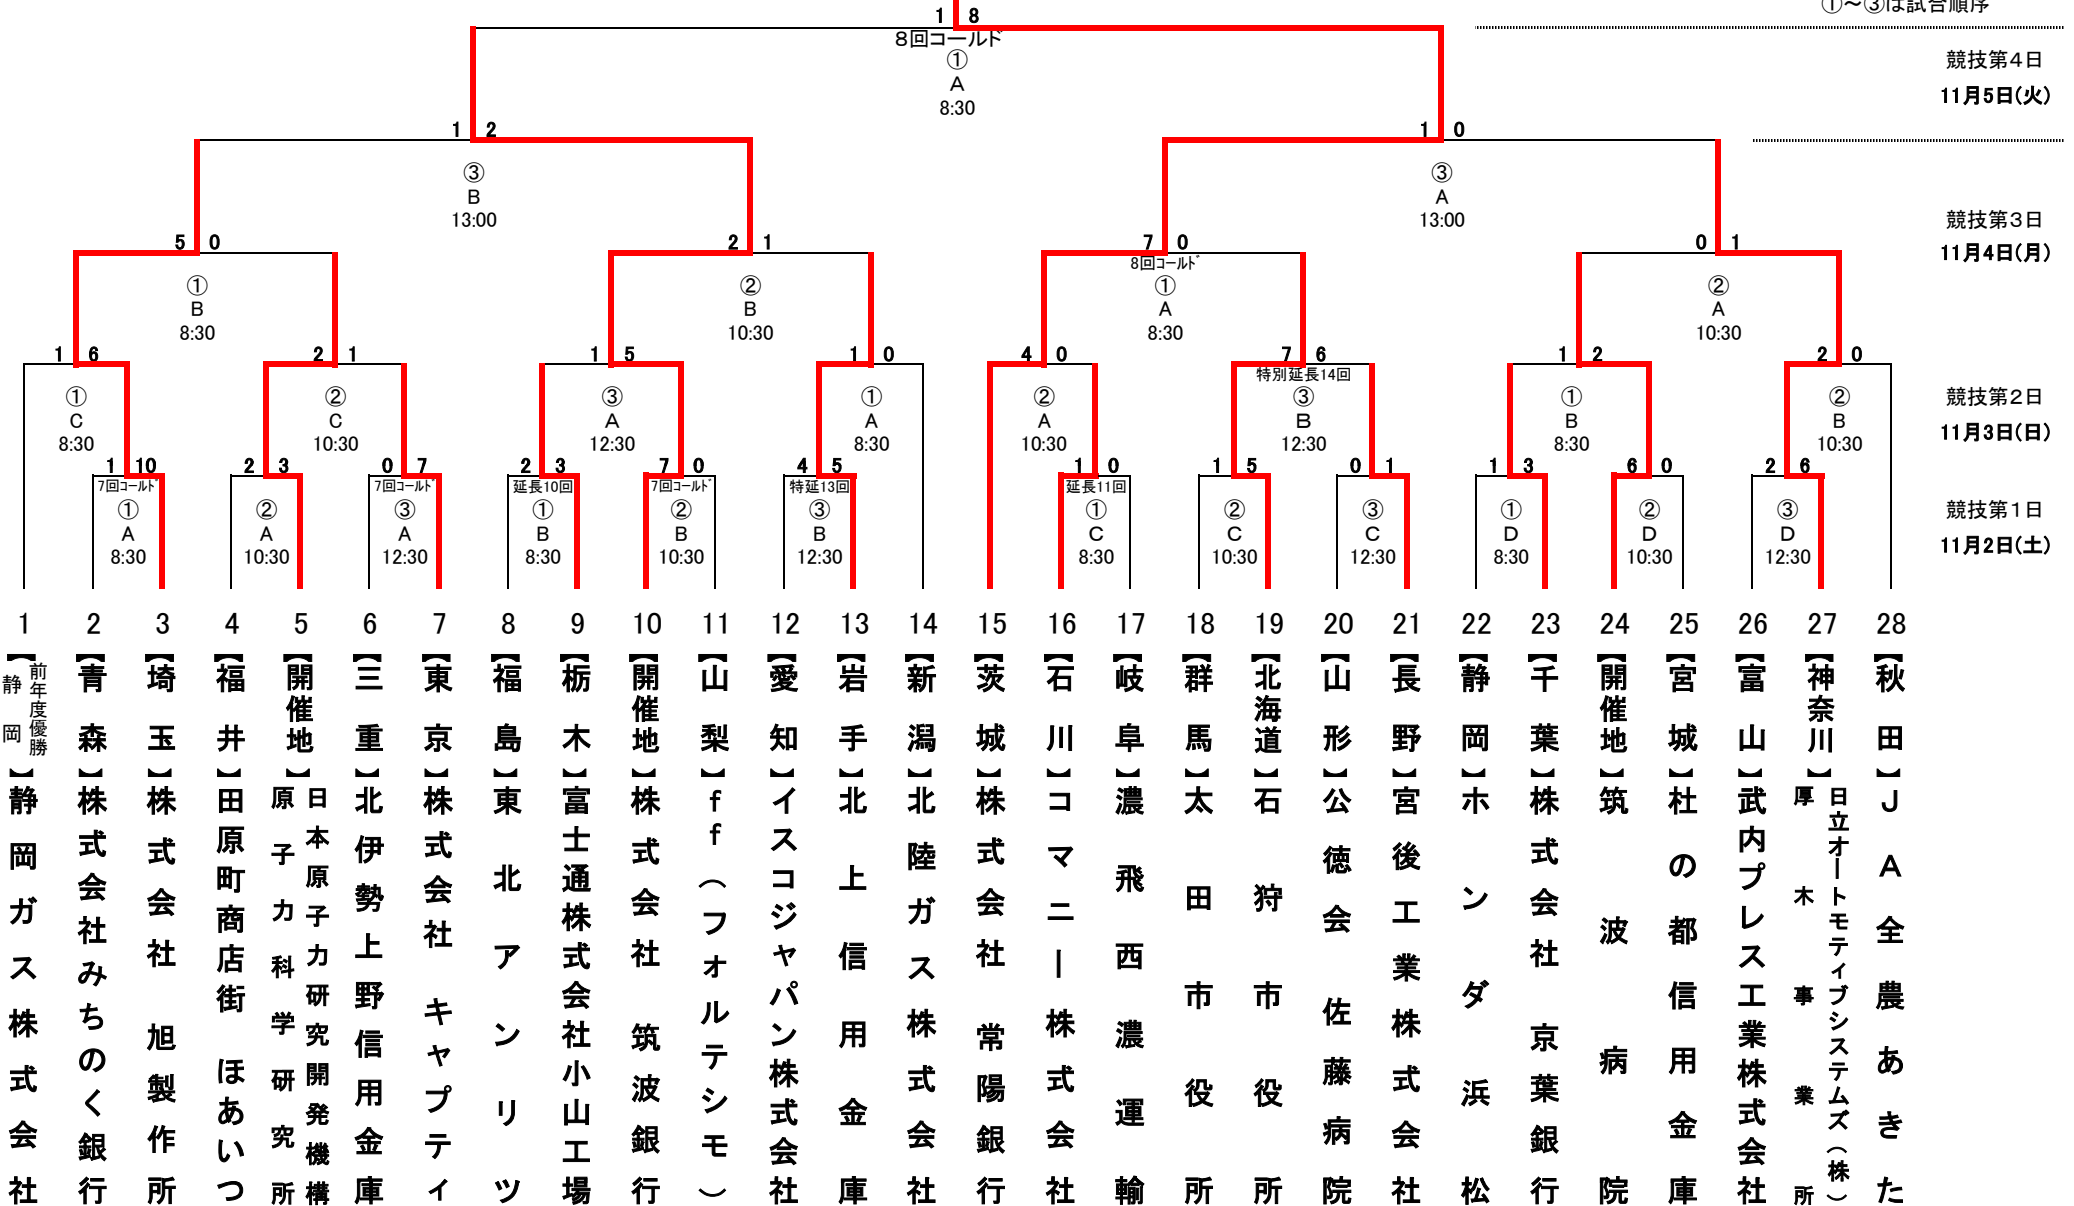 ①～③は試合順序
1 8
8回コールド
①
A
8:30
競技第4日
11月5日(火)
1 2
③
B
13:00
1 0
③
A
13:00
競技第3日
11月4日(月)
5 0
①
B
8:30
2 1
②
B
10:30
7 0
8回コールド
①
A
8:30
0 1
②
A
10:30
1 6
①
C
8:30
2 1
②
C
10:30
1 5
③
A
12:30
1 0
①
A
8:30
4 0
②
A
10:30
7 6
特別延長14回
③
B
12:30
1 2
①
B
8:30
2 0
②
B
10:30
競技第2日
11月3日(日)
1 10
7回コールド
①
A
8:30
2 3
②
A
10:30
0 7
7回コールド
③
A
12:30
2 3
延長10回
①
B
8:30
7 0
7回コールド
②
B
10:30
4 5
特延13回
③
B
12:30
1 0
延長11回
①
C
8:30
1 5
②
C
10:30
0 1
③
C
12:30
1 3
①
D
8:30
6 0
②
D
10:30
2 6
③
D
12:30
競技第1日
11月2日(土)
1
前年度優勝
【静岡】静岡ガス株式会社
2
【青森】株式会社みちのく銀行
3
【埼玉】株式会社 旭製作所
4
【福井】田原町商店街 ほあいつ
5
【開催地】日本原子力研究開発機構
原子力科学研究所
6
【三重】北伊勢上野信用金庫
7
【東京】株式会社 キャプティ
8
【福島】東北アンリツ
9
【栃木】富士通株式会社小山工場
10
【開催地】株式会社 筑波銀行
11
【山梨】ff（フォルテシモ）
12
【愛知】イスコジャパン株式会社
13
【岩手】北上信用金庫
14
【新潟】北陸ガス株式会社
15
【茨城】株式会社 常陽銀行
16
【石川】コマニー株式会社
17
【岐阜】濃飛西濃運輸
18
【群馬】太田市役所
19
【北海道】石狩市役所
20
【山形】公徳会 佐藤病院
21
【長野】宮後工業株式会社
22
【静岡】ホンダ浜松
23
【千葉】株式会社 京葉銀行
24
【開催地】筑波病院
25
【宮城】杜の都信用金庫
26
【富山】武内プレス工業株式会社
27
【神奈川】日立オートモティブシステムズ（株）
厚木事業所
28
【秋田】ＪＡ全農あきた